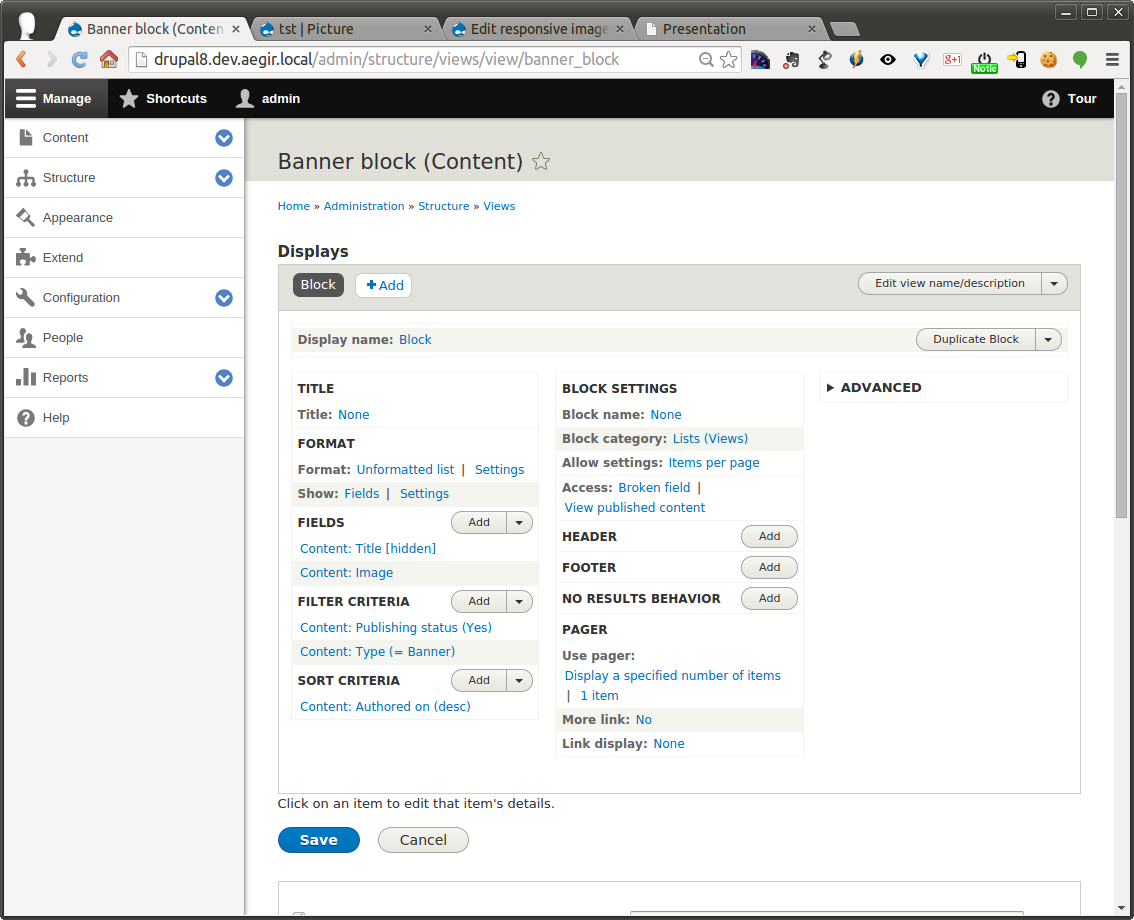 Banner block (Conten
tst | Picture
Edit responsive image
Presentation
drupal8.dev.aegir.local/admin/structure/views/view/banner_block
g+1
Notic
Manage
Shortcuts
admin
Tour
Content
Structure
Appearance
Extend
Configuration
People
Reports
Help
Banner block (Content)
Home » Administration » Structure » Views
Displays
Block
+ Add
Edit view name/description
Display name: Block
Duplicate Block
TITLE
Title: None
FORMAT
Format: Unformatted list | Settings
Show: Fields | Settings
FIELDS
Add
Content: Title [hidden]
Content: Image
FILTER CRITERIA
Add
Content: Publishing status (Yes)
Content: Type (= Banner)
SORT CRITERIA
Add
Content: Authored on (desc)
BLOCK SETTINGS
Block name: None
Block category: Lists (Views)
Allow settings: Items per page
Access: Broken field |
View published content
HEADER
Add
FOOTER
Add
NO RESULTS BEHAVIOR
Add
PAGER
Use pager:
Display a specified number of items
| 1 item
More link: No
Link display: None
ADVANCED
Click on an item to edit that item's details.
Save
Cancel